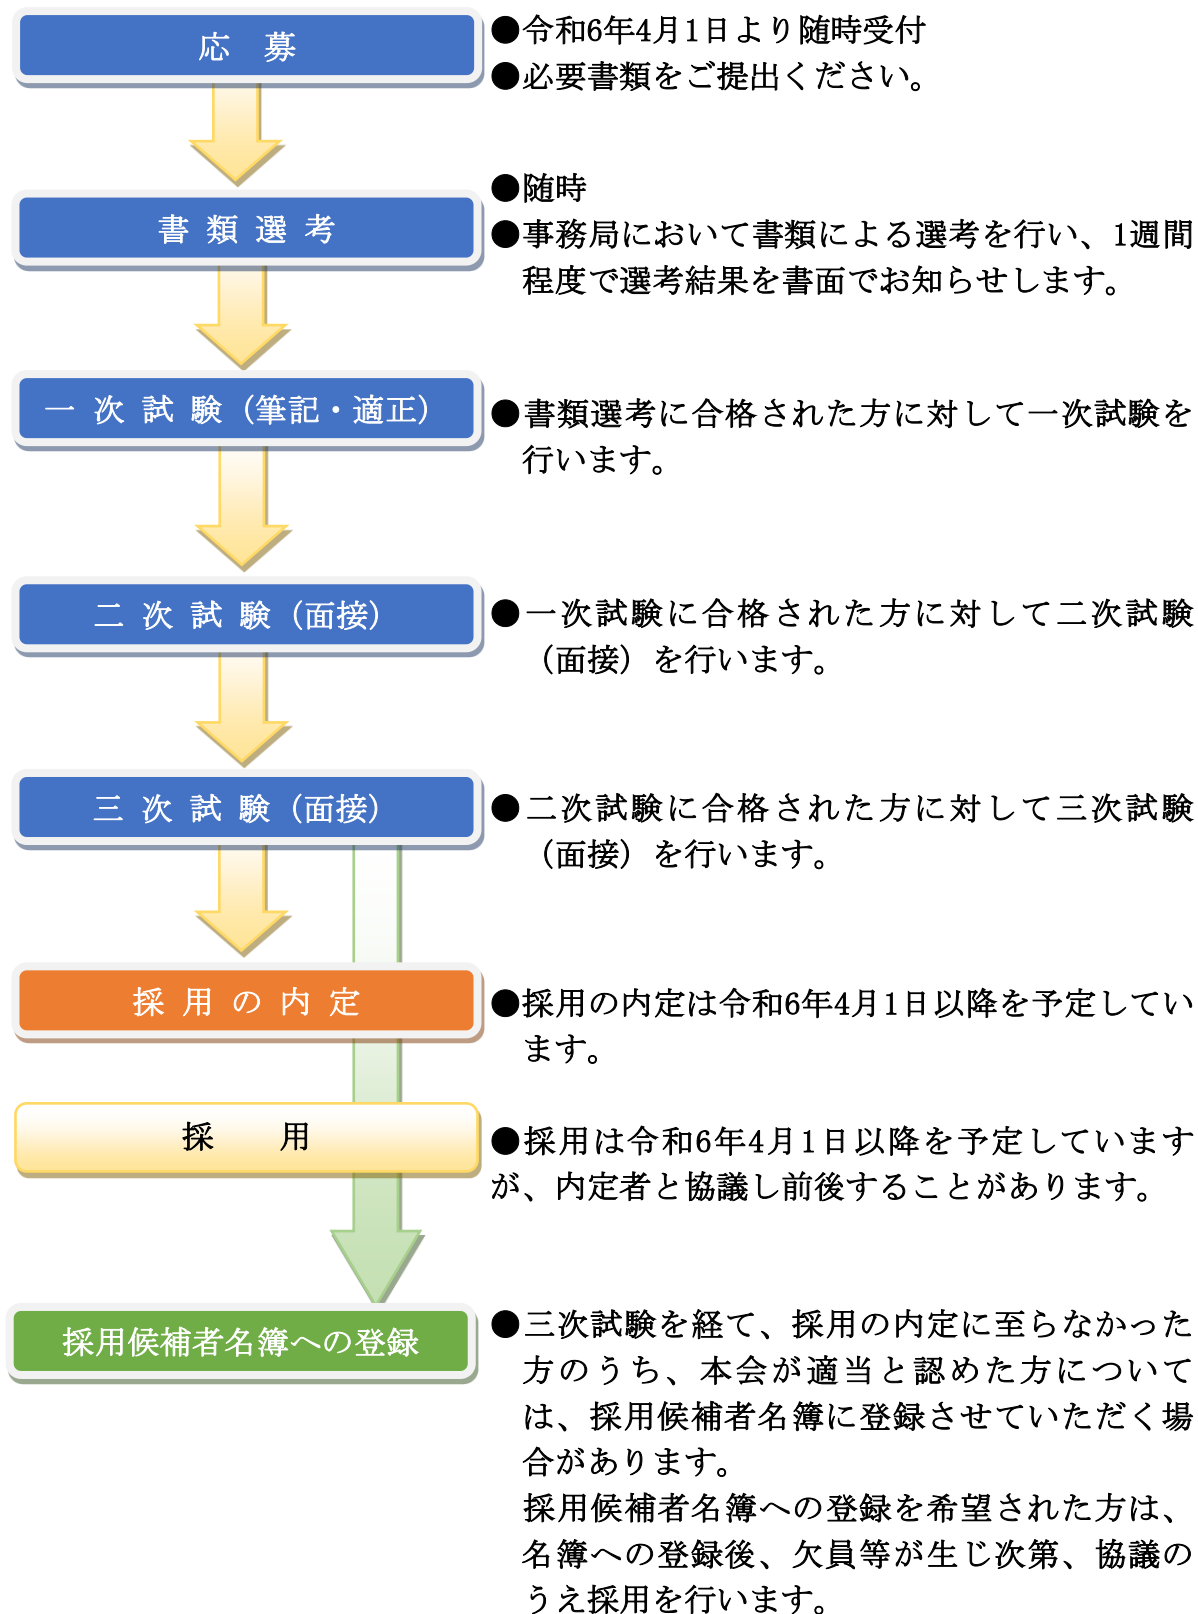 応　募
●令和6年4月1日より随時受付
●必要書類をご提出ください。
書 類 選 考
●随時
●事務局において書類による選考を行い、1週間
程度で選考結果を書面でお知らせします。
一 次 試 験（筆記・適正）
●書類選考に合格された方に対して一次試験を
行います。
二 次 試 験（面接）
●一次試験に合格された方に対して二次試験
（面接）を行います。
三 次 試 験（面接）
●二次試験に合格された方に対して三次試験
（面接）を行います。
採 用 の 内 定
●採用の内定は令和6年4月1日以降を予定してい
ます。
採　　用
●採用は令和6年4月1日以降を予定しています
が、内定者と協議し前後することがあります。
採用候補者名簿への登録
●三次試験を経て、採用の内定に至らなかった
方のうち、本会が適当と認めた方について
は、採用候補者名簿に登録させていただく場
合があります。
採用候補者名簿への登録を希望された方は、
名簿への登録後、欠員等が生じ次第、協議の
うえ採用を行います。